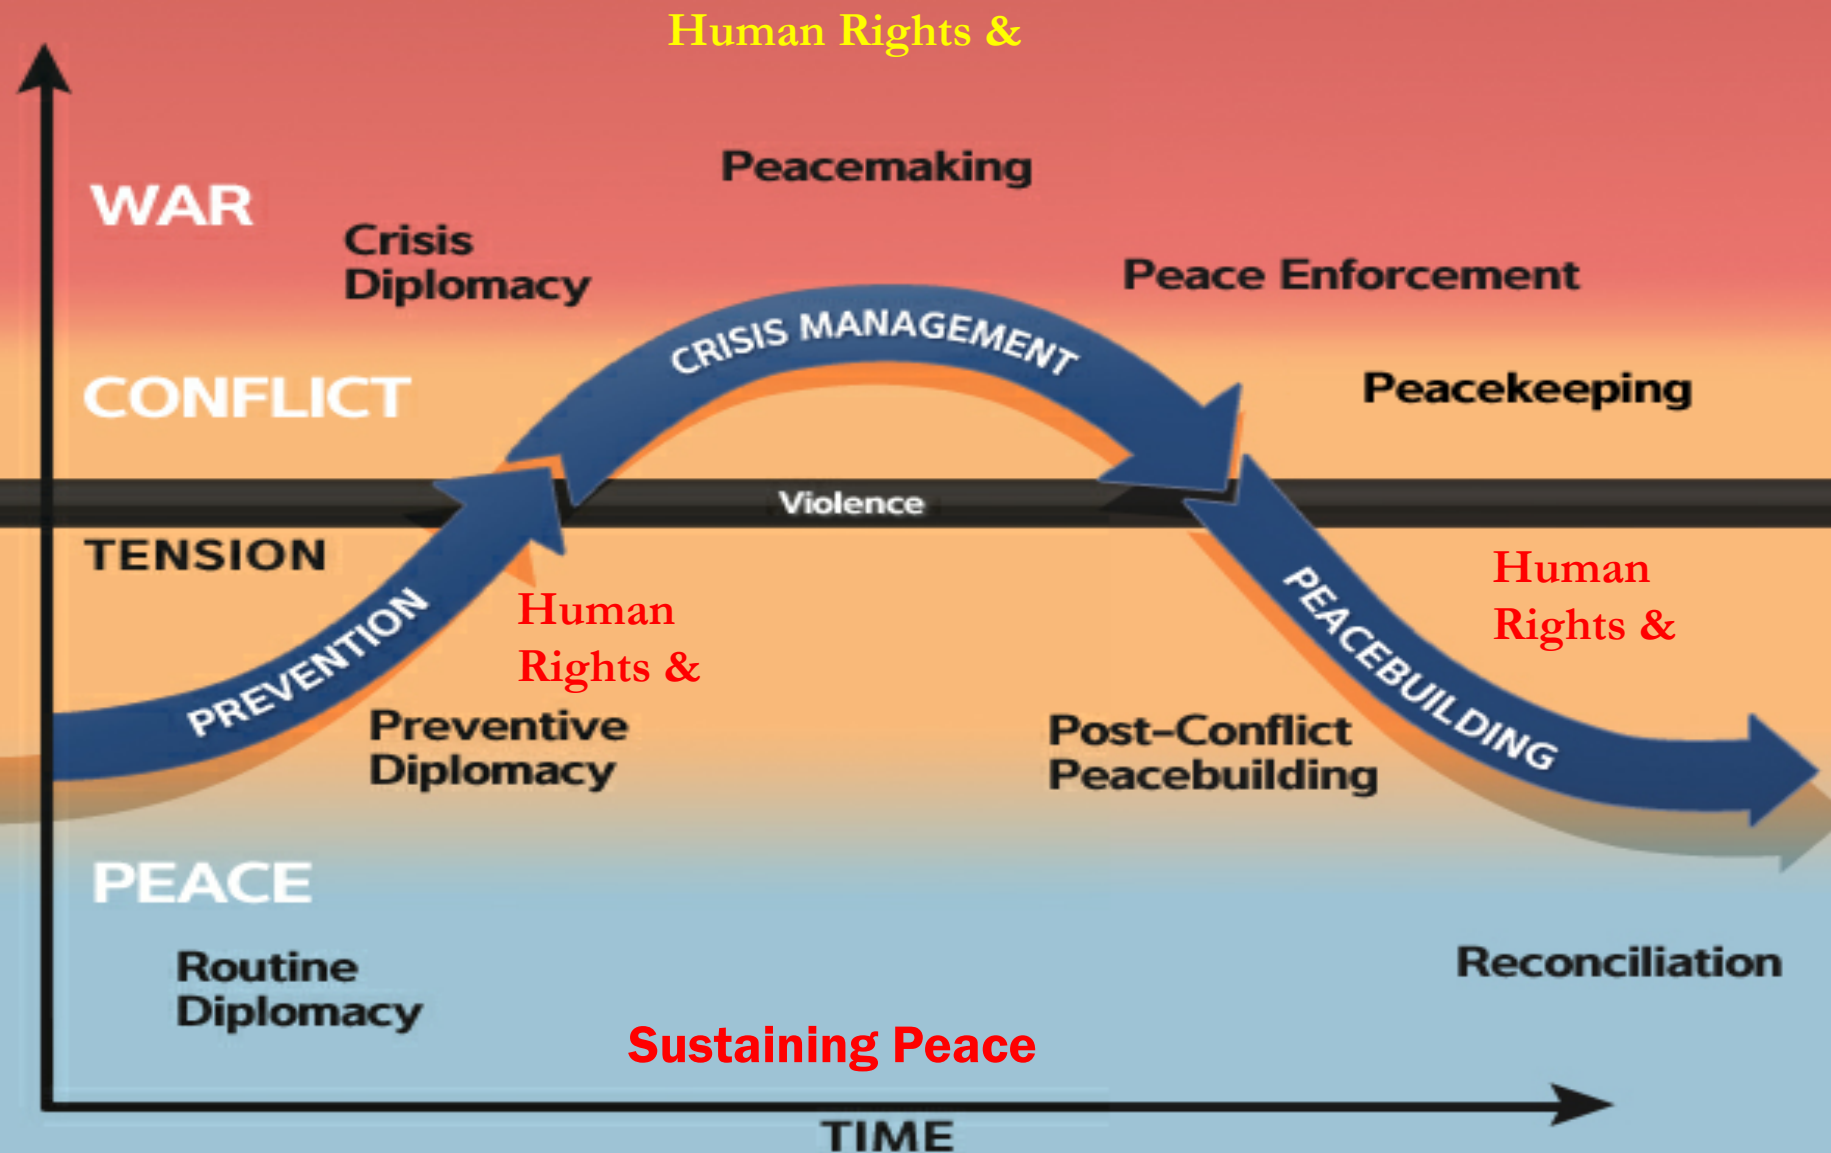 Human Rights &
Peacemaking
WAR
Crisis
Diplomacy
Peace Enforcement
CRISIS MANAGEMENT
CONFLICT
Peacekeeping
Violence
TENSION
Human
Rights &
Human
Rights &
PREVENTION
PEACEBUILDING
Preventive
Diplomacy
Post-Conflict
Peacebuilding
PEACE
Routine
Diplomacy
Reconciliation
Sustaining Peace
TIME